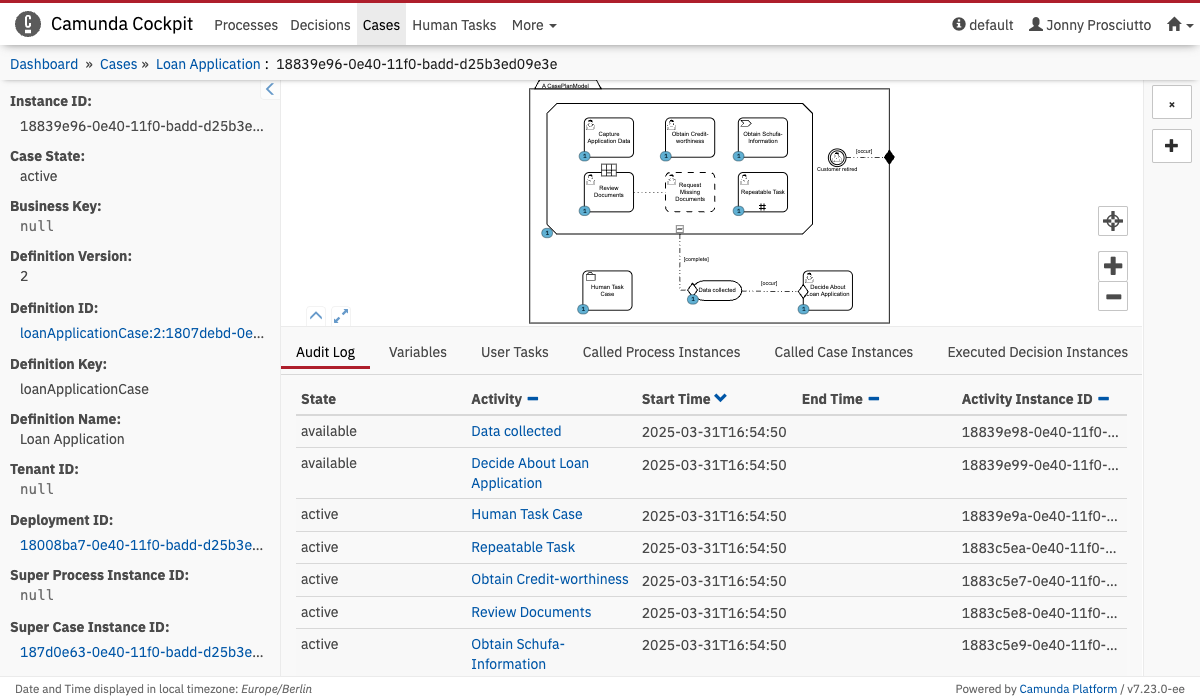 Camunda Cockpit Processes Decisions Cases Human Tasks More default Jonny Prosciutto
Dashboard » Cases » Loan Application : 18839e96-0e40-11f0-badd-d25b3ed09e3e
Instance ID:
18839e96-0e40-11f0-badd-d25b3e...
Case State:
active
Business Key:
null
Definition Version:
2
Definition ID:
loanApplicationCase:2:1807debd-0e...
Definition Key:
loanApplicationCase
Definition Name:
Loan Application
Tenant ID:
null
Deployment ID:
18008ba7-0e40-11f0-badd-d25b3e...
Super Process Instance ID:
null
Super Case Instance ID:
187d0e63-0e40-11f0-badd-d25b3e...
A CasePlanModel
Capture
Application Data
1
Obtain Credit-
worthiness
1
Obtain Schufa-
Information
1
Review
Documents
1
Request
Missing
Documents
Repeatable Task
1
1
Customer retired
[occur]
[complete]
Human Task
Case
1
Data collected
1
[occur]
Decide About
Loan Application
1
Audit Log Variables User Tasks Called Process Instances Called Case Instances Executed Decision Instances
State Activity Start Time End Time Activity Instance ID
available Data collected 2025-03-31T16:54:50 18839e98-0e40-11f0-...
available Decide About Loan 2025-03-31T16:54:50 18839e99-0e40-11f0-...
Application
active Human Task Case 2025-03-31T16:54:50 18839e9a-0e40-11f0-...
active Repeatable Task 2025-03-31T16:54:50 1883c5ea-0e40-11f0-...
active Obtain Credit-worthiness 2025-03-31T16:54:50 1883c5e7-0e40-11f0-...
active Review Documents 2025-03-31T16:54:50 1883c5e8-0e40-11f0-...
active Obtain Schufa- 2025-03-31T16:54:50 1883c5e9-0e40-11f0-...
Information
Date and Time displayed in local timezone: Europe/Berlin Powered by Camunda Platform / v7.23.0-ee